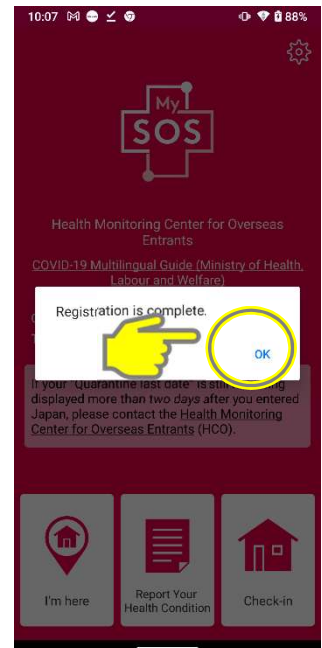 10:07
88%
My
SOS
Health Monitoring Center for Overseas
Entrants
COVID-19 Multilingual Guide (Ministry of Health,
Labour and Welfare)
Registration is complete.
OK
If your "Quarantine last date" is still being
displayed more than two days after you entered
Japan, please contact the Health Monitoring
Center for Overseas Entrants (HCO).
I'm here
Report Your
Health Condition
Check-in